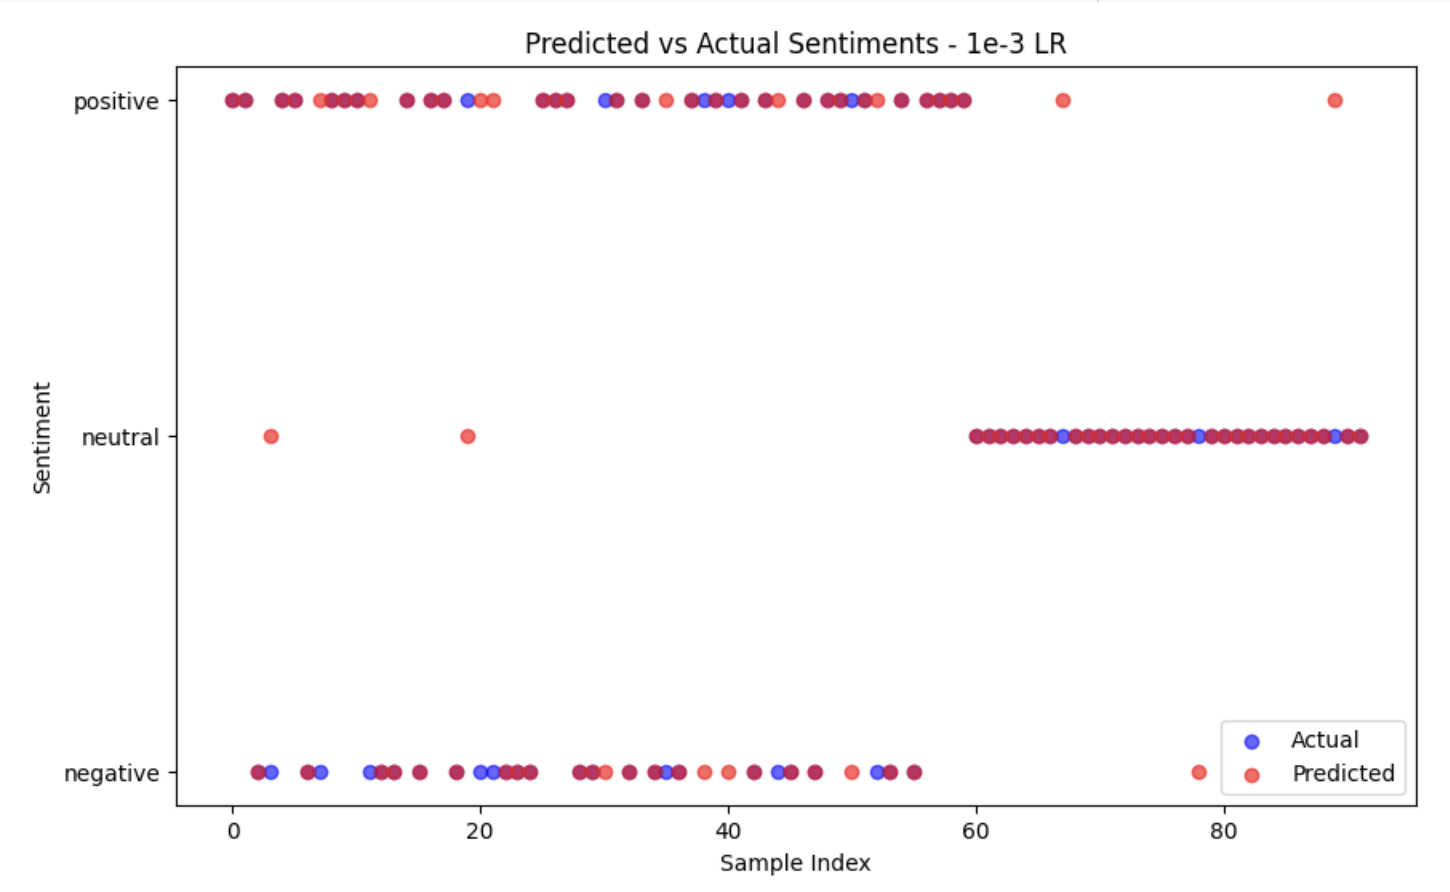 Predicted vs Actual Sentiments - 1e-3 LR
positive
neutral
negative
Sentiment
0 20 40 60 80
Sample Index
Actual
Predicted